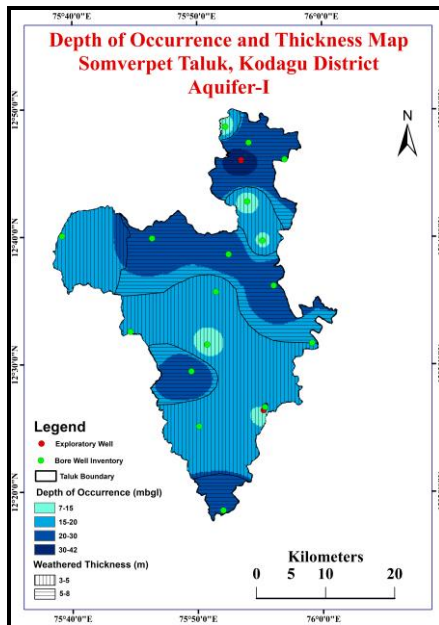 Depth of Occurrence and Thickness Map
Somverpet Taluk, Kodagu District
Aquifer-I
75°40'0"E 75°50'0"E 76°0'0"E
12°50'0"N
12°40'0"N
12°30'0"N
12°20'0"N
N
Legend
Exploratory Well
Bore Well Inventory
Taluk Boundary
Depth of Occurrence (mbgl)
7-15
15-20
20-30
30-42
Weathered Thickness (m)
3-5
5-8
Kilometers
0 5 10 20
75°40'0"E 75°50'0"E 76°0'0"E